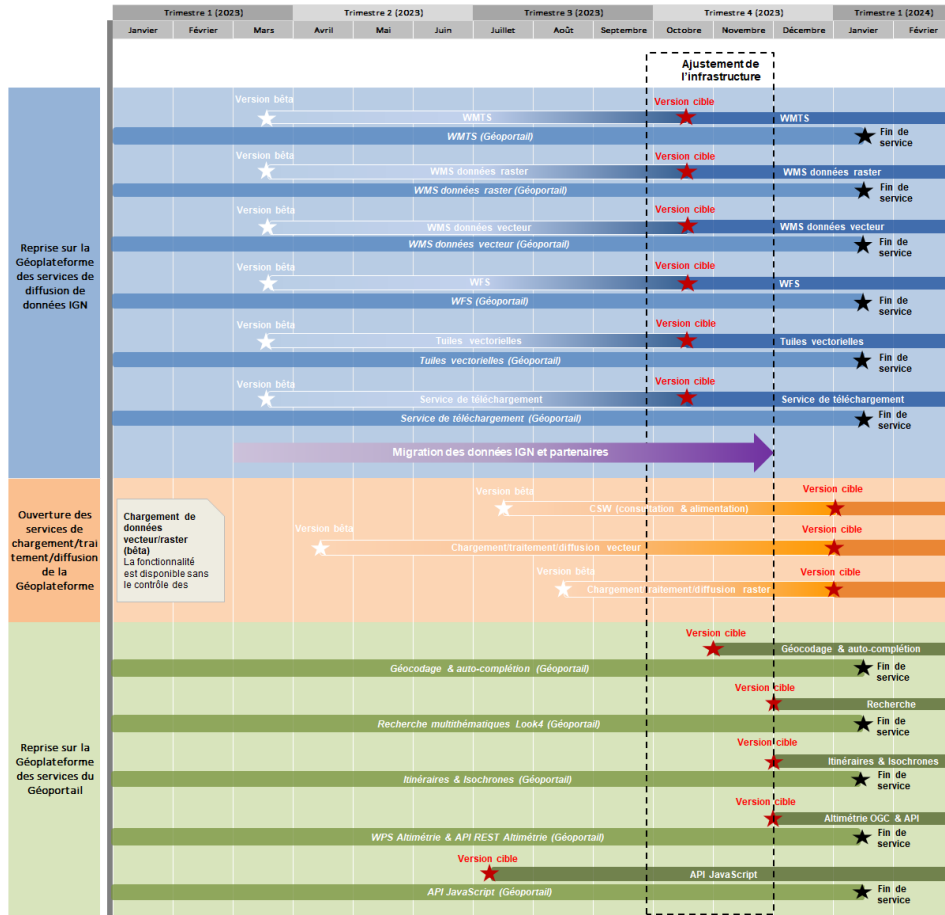 Trimestre 1 (2023) Trimestre 2 (2023) Trimestre 3 (2023) Trimestre 4 (2023) Trimestre 1 (2024)
Janvier Février Mars Avril Mai Juin Juillet Août Septembre Octobre Novembre Décembre Janvier Février
Ajustement de
l'infrastructure
Reprise sur la
Géoplateforme
des services de
diffusion de
données IGN
Version bêta Version cible
WMTS WMTS
WMTS (Géoportail) Fin de
service
Version bêta Version cible
WMS données raster WMS données raster
WMS données raster (Géoportail) Fin de
service
Version bêta Version cible
WMS données vecteur WMS données vecteur
WMS données vecteur (Géoportail) Fin de
service
Version bêta Version cible
WFS WFS
WFS (Géoportail) Fin de
service
Version bêta Version cible
Tuiles vectorielles Tuiles vectorielles
Tuiles vectorielles (Géoportail) Fin de
service
Version bêta Version cible
Service de téléchargement Service de téléchargement
Service de téléchargement (Géoportail) Fin de
service
Migration des données IGN et partenaires
Ouverture des
services de
chargement/trai
tement/diffusion
de la
Géoplateforme
Chargement de
données
vecteur/raster
(bêta)
La fonctionalité
est disponible sans
le contrôle des
Version bêta Version cible
CSW (consultation & alimentation)
Version bêta Version cible
Chargement/traitement/diffusion vecteur
Version bêta Version cible
Chargement/traitement/diffusion raster
Reprise sur la
Géoplateforme
des services du
Géoportail
Version cible
Géocodage & auto-complétion
Géocodage & auto-complétion (Géoportail) Fin de
service
Version cible
Recherche
Recherche multithématiques Look4 (Géoportail) Fin de
service
Version cible
Itinéraires & Isochrones
Itinéraires & Isochrones (Géoportail) Fin de
service
Version cible
Altimétrie OGC & API
WPS Altimétrie & API REST Altimétrie (Géoportail) Fin de
service
Version cible
API JavaScript
API JavaScript (Géoportail) Fin de
service